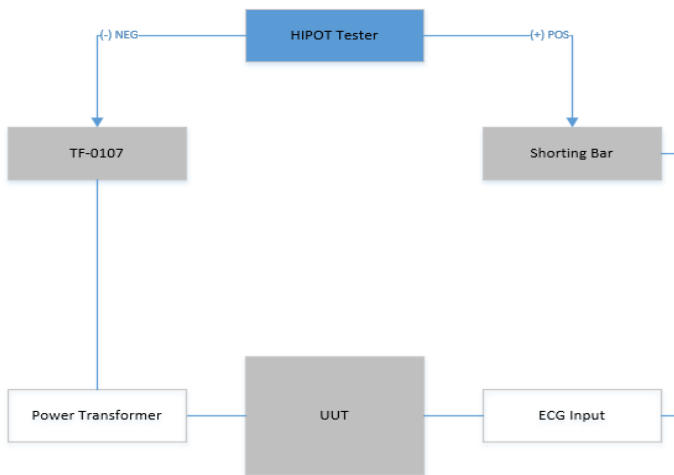 (-) NEG
HIPOT Tester
(+) POS
TF-0107
Shorting Bar
Power Transformer
UUT
ECG Input